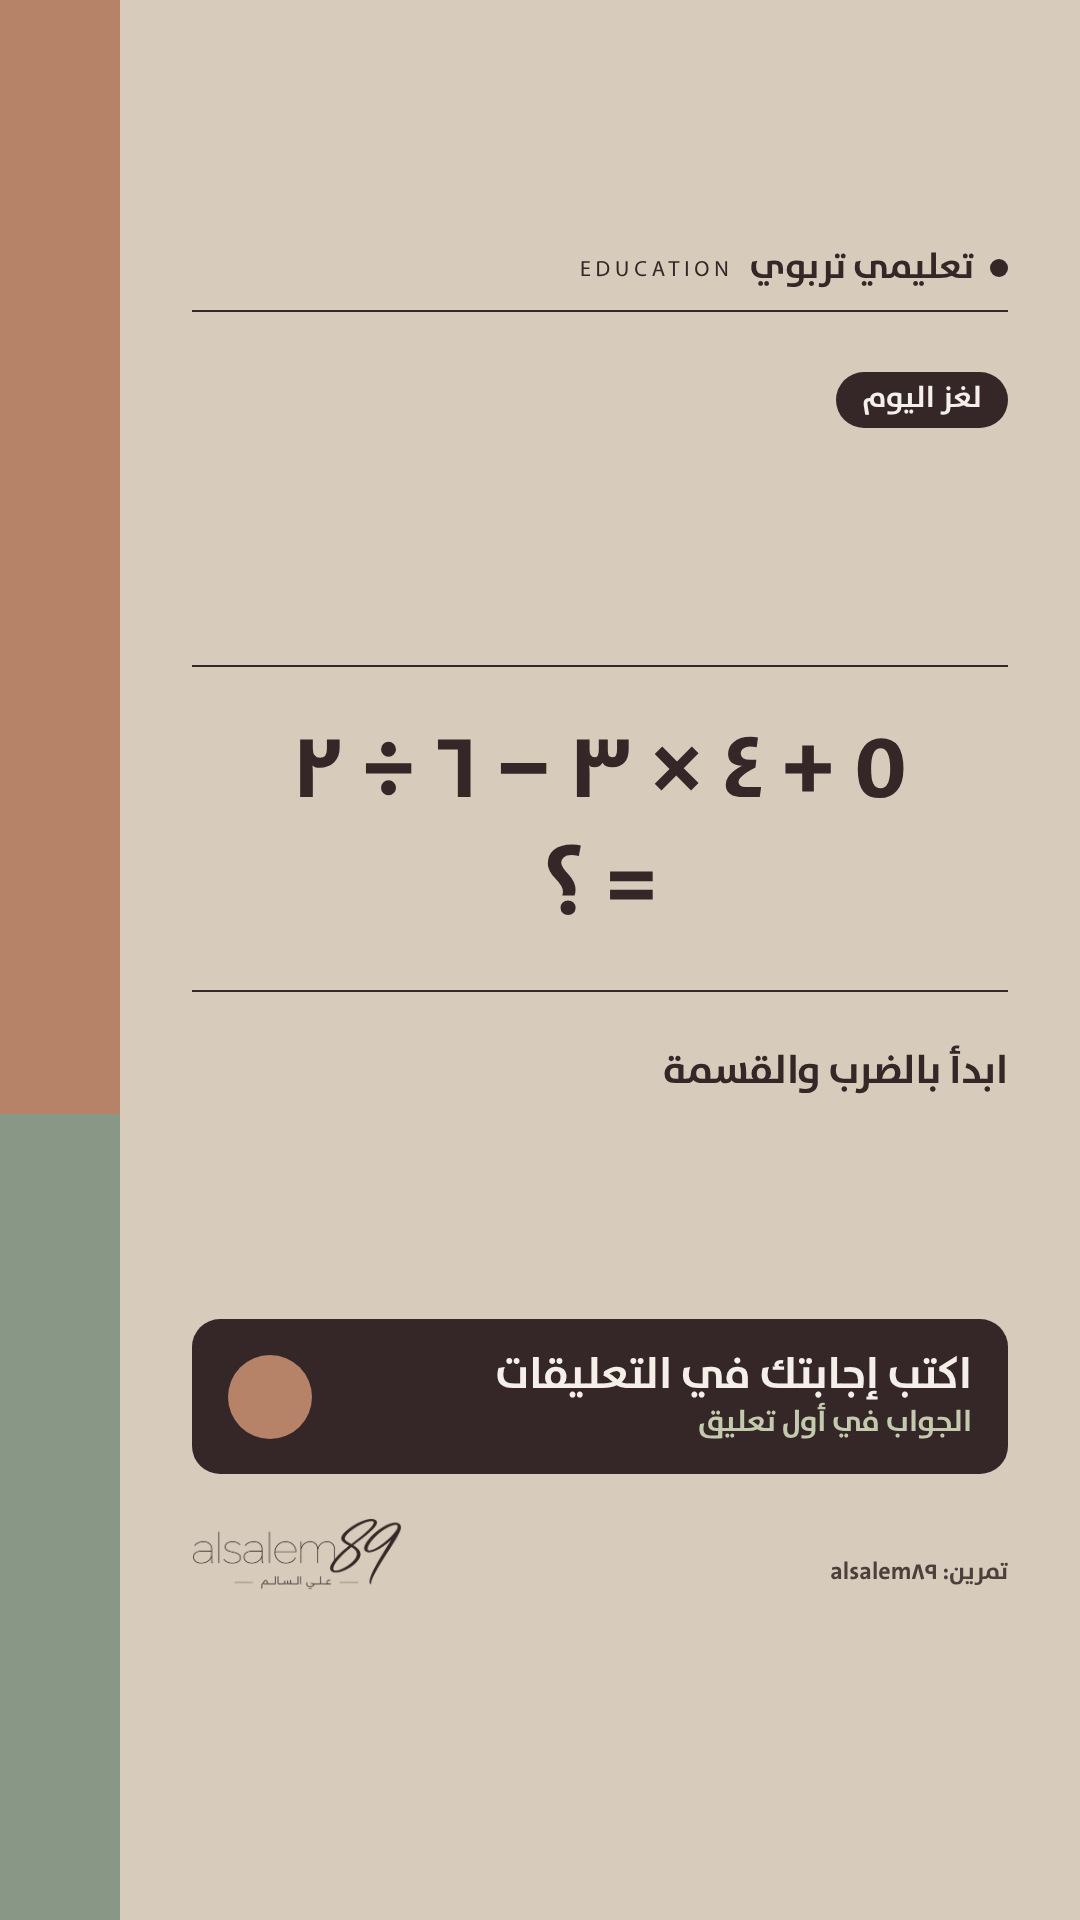 تعليمي تربوي EDUCATION
لغز اليوم
٥ + ٤ × ٣ − ٦ ÷ ٢
= ؟
ابدأ بالضرب والقسمة
اكتب إجابتك في التعليقات
الجواب في أول تعليق
alsalem89
علي السالم
تمرين: alsalem٨٩